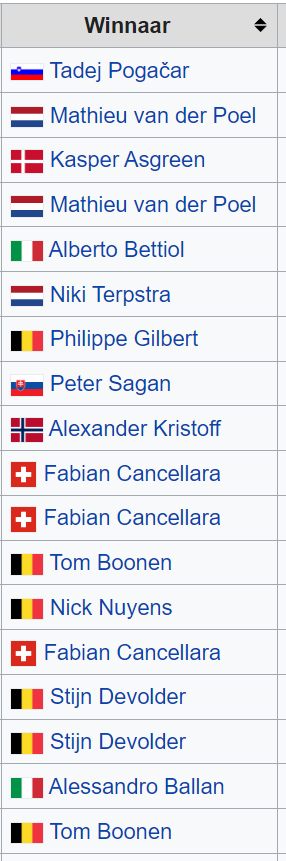 Winnaar
Tadej Pogačar
Mathieu van der Poel
Kasper Asgreen
Mathieu van der Poel
Alberto Bettiol
Niki Terpstra
Philippe Gilbert
Peter Sagan
Alexander Kristoff
Fabian Cancellara
Fabian Cancellara
Tom Boonen
Nick Nuyens
Fabian Cancellara
Stijn Devolder
Stijn Devolder
Alessandro Ballan
Tom Boonen